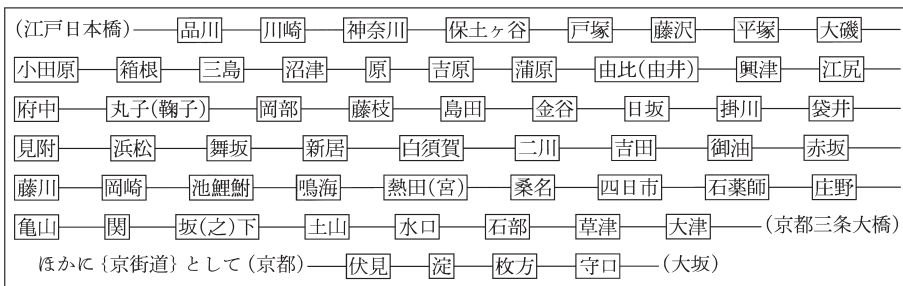 (江戸日本橋) 品川 川崎 神奈川 保土ヶ谷 戸塚 藤沢 平塚 大磯
小田原 箱根 三島 沼津 原 吉原 蒲原 由比(由井) 興津 江尻
府中 丸子(鞠子) 岡部 藤枝 島田 金谷 日坂 掛川 袋井
見附 浜松 舞坂 新居 白須賀 二川 吉田 御油 赤坂
藤川 岡崎 池鯉鮒 鳴海 熱田(宮) 桑名 四日市 石薬師 庄野
亀山 関 坂(之)下 土山 水口 石部 草津 大津 (京都三条大橋)
ほかに{京街道}として(京都) 伏見 淀 枚方 守口 (大坂)